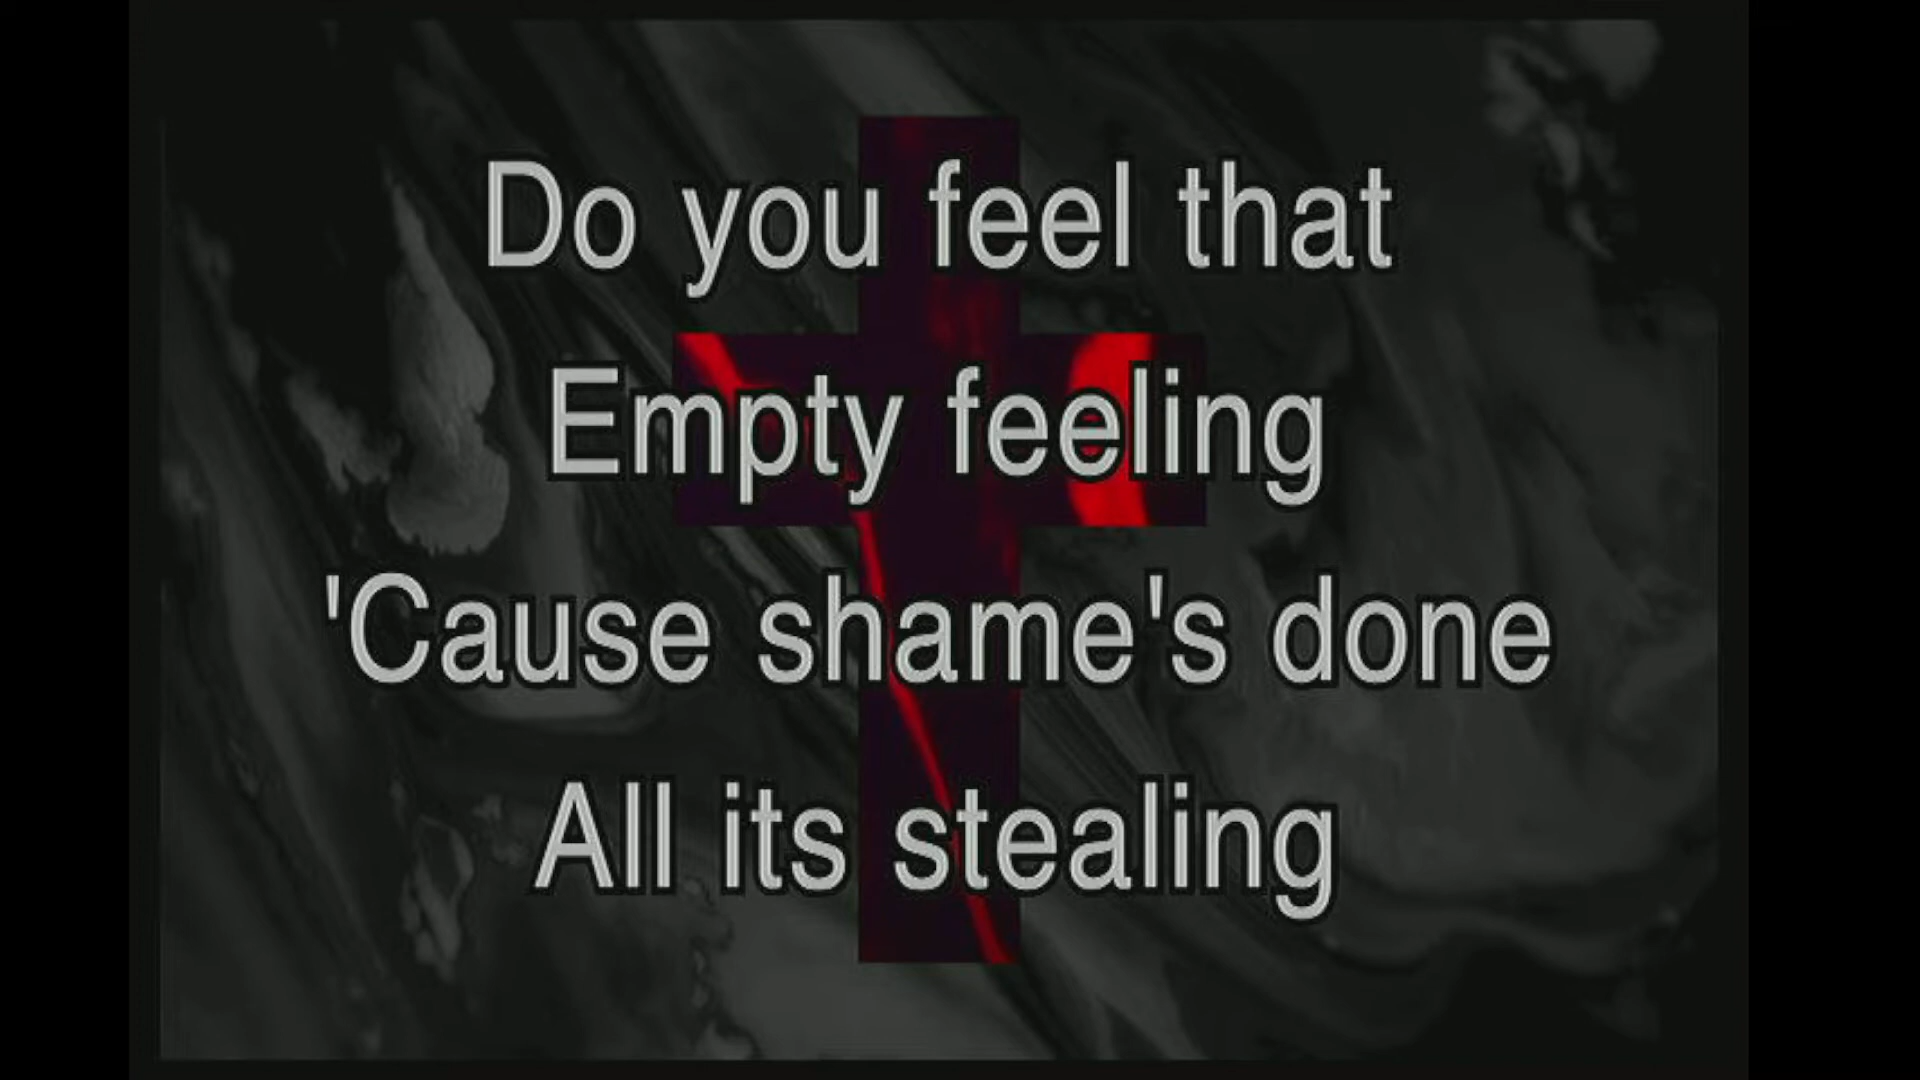 Do you feel that
Empty feeling
'Cause shame's done
All its stealing